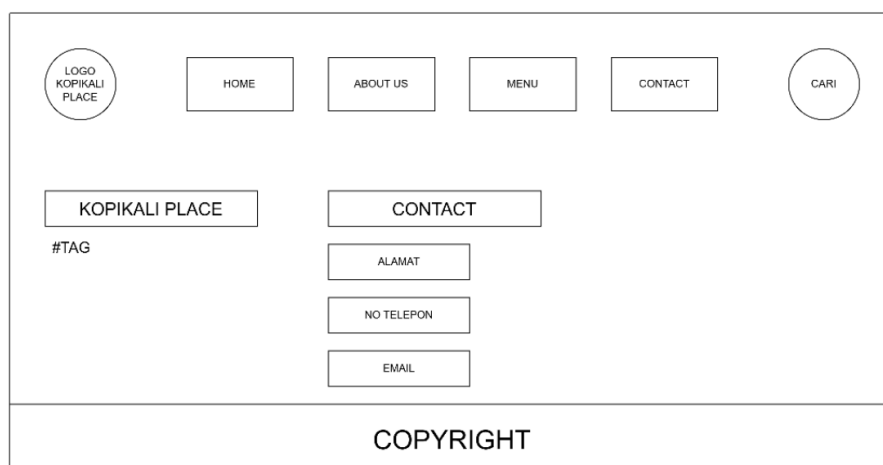 LOGO
KOPIKALI
PLACE
HOME
ABOUT US
MENU
CONTACT
CARI
KOPIKALI PLACE
#TAG
CONTACT
ALAMAT
NO TELEPON
EMAIL
COPYRIGHT